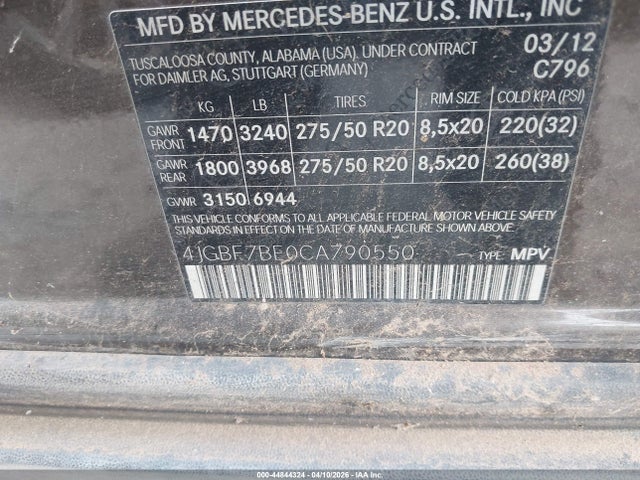 MFD BY MERCEDES-BENZ U.S. INTL., INC
TUSCALOOSA COUNTY, ALABAMA (USA). UNDER CONTRACT 03/12
FOR DAIMLER AG, STUTTGART (GERMANY) C796
KG LB TIRES RIM SIZE COLD KPA (PSI)
GAWR FRONT 1470 3240 275/50 R20 8,5x20 220(32)
GAWR REAR 1800 3968 275/50 R20 8,5x20 260(38)
GVWR 3150 6944
THIS VEHICLE CONFORMS TO ALL APPLICABLE FEDERAL MOTOR VEHICLE SAFETY
STANDARDS IN EFFECT ON THE DATE OF MANUFACTURE SHOWN ABOVE.
4JGBF7BE0CA790550 TYPE: MPV
000-44844324 - 04/10/2026 - IAA Inc.